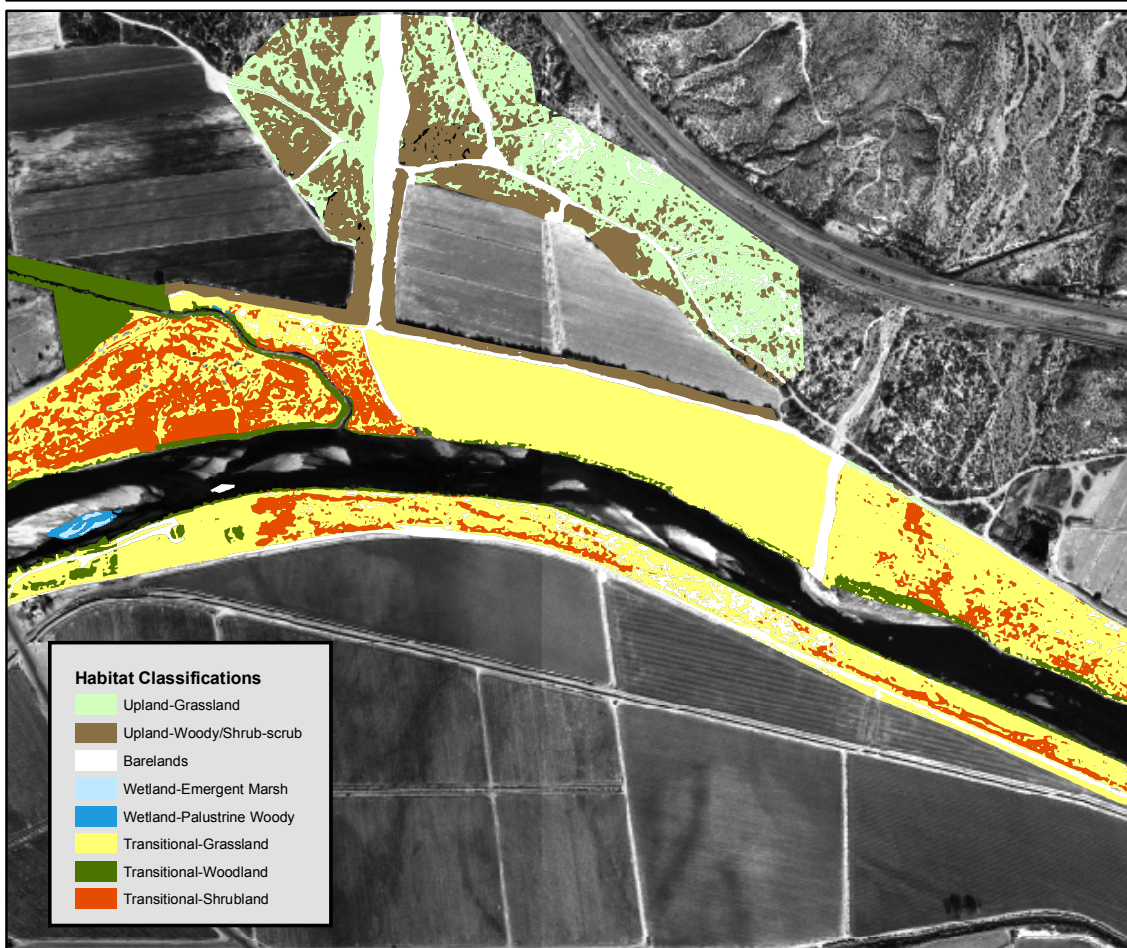 Habitat Classifications
Upland-Grassland
Upland-Woody/Shrub-scrub
Barelands
Wetland-Emergent Marsh
Wetland-Palustrine Woody
Transitional-Grassland
Transitional-Woodland
Transitional-Shrubland